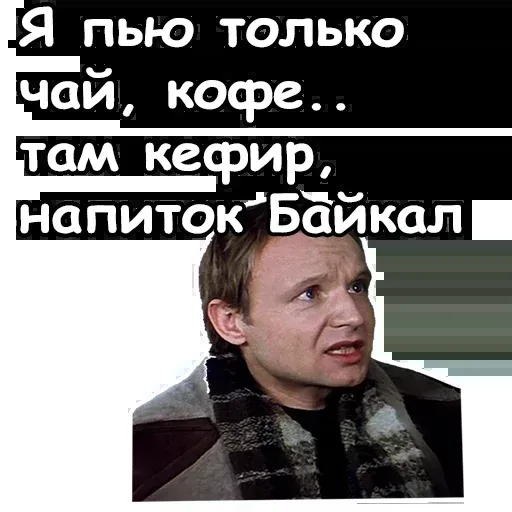 Я пью только
чай, кофе..
там кефир,
напиток Байкал